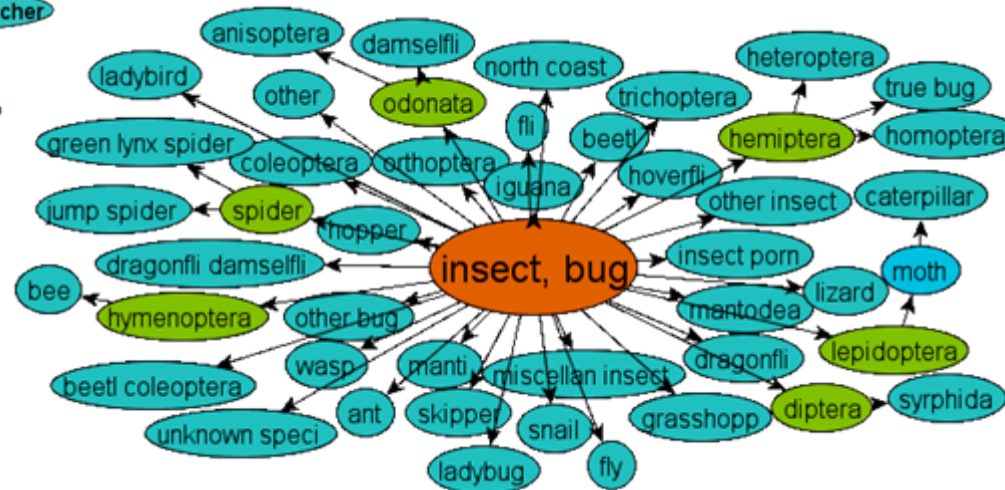 cher
anisoptera
damselfli
north coast
heteroptera
ladybird
other
odonata
trichoptera
true bug
fli
beetl
hemiptera
homoptera
green lynx spider
coleoptera
orthoptera
iguana
hoverfli
other insect
caterpillar
jump spider
spider
hopper
insect, bug
insect porn
dragonfli damselfli
moth
bee
hymenoptera
other bug
mantodea
lizard
wasp
manti
miscellan insect
dragonfli
lepidoptera
beetl coleoptera
ant
skipper
snail
grasshopp
diptera
syrphida
unknown speci
ladybug
fly